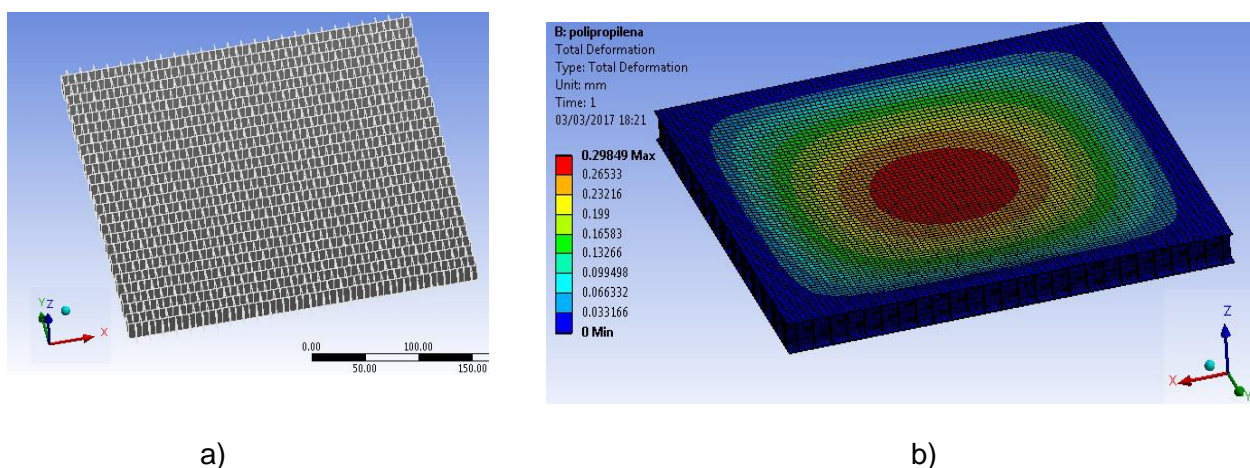 Y
Z
X
0.00
100.00
50.00
150.00
B: polipropilena
Total Deformation
Type: Total Deformation
Unit: mm
Time: 1
03/03/2017 18:21
0.29849 Max
0.26533
0.23216
0.199
0.16583
0.13266
0.099498
0.066332
0.033166
0 Min
Z
X
Y
a)
b)